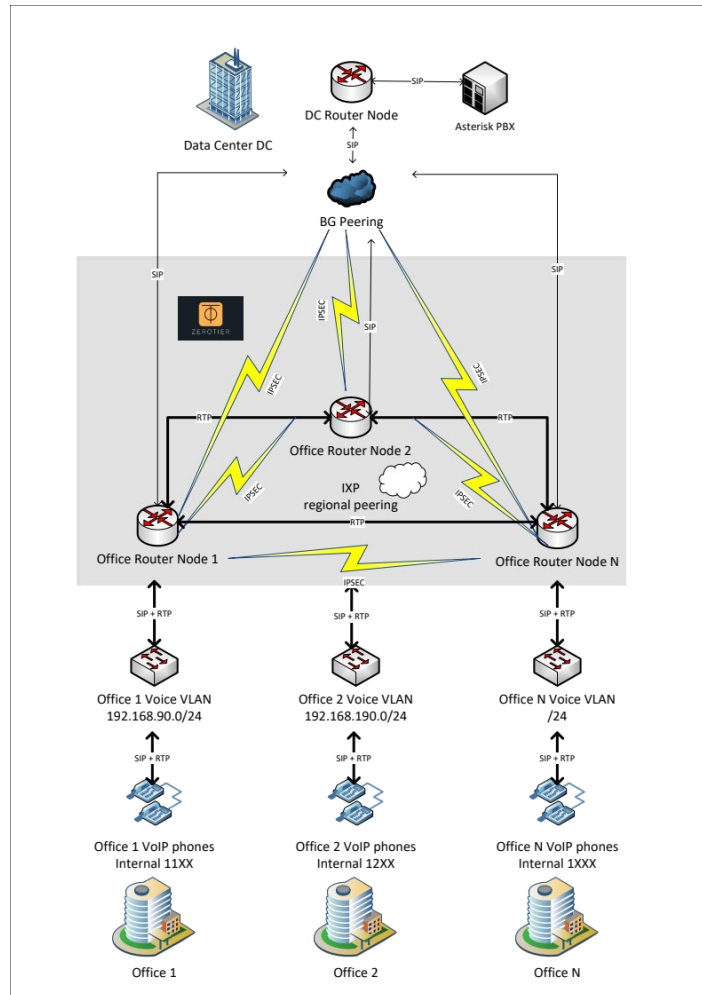 SIP
DC Router Node
Asterisk PBX
Data Center DC
SIP
BG Peering
SIP
SIP
ZEROTIER
IPSEC
SIP
IPSEC
IPSEC
RTP
RTP
Office Router Node 2
IPSEC
IXP
regional peering
IPSEC
RTP
Office Router Node 1
Office Router Node N
IPSEC
SIP + RTP
SIP + RTP
SIP + RTP
Office 1 Voice VLAN
192.168.90.0/24
Office 2 Voice VLAN
192.168.190.0/24
Office N Voice VLAN
/24
SIP + RTP
SIP + RTP
SIP + RTP
Office 1 VoIP phones
Internal 11XX
Office 2 VoIP phones
Internal 12XX
Office N VoIP phones
Internal 1XXX
Office 1
Office 2
Office N